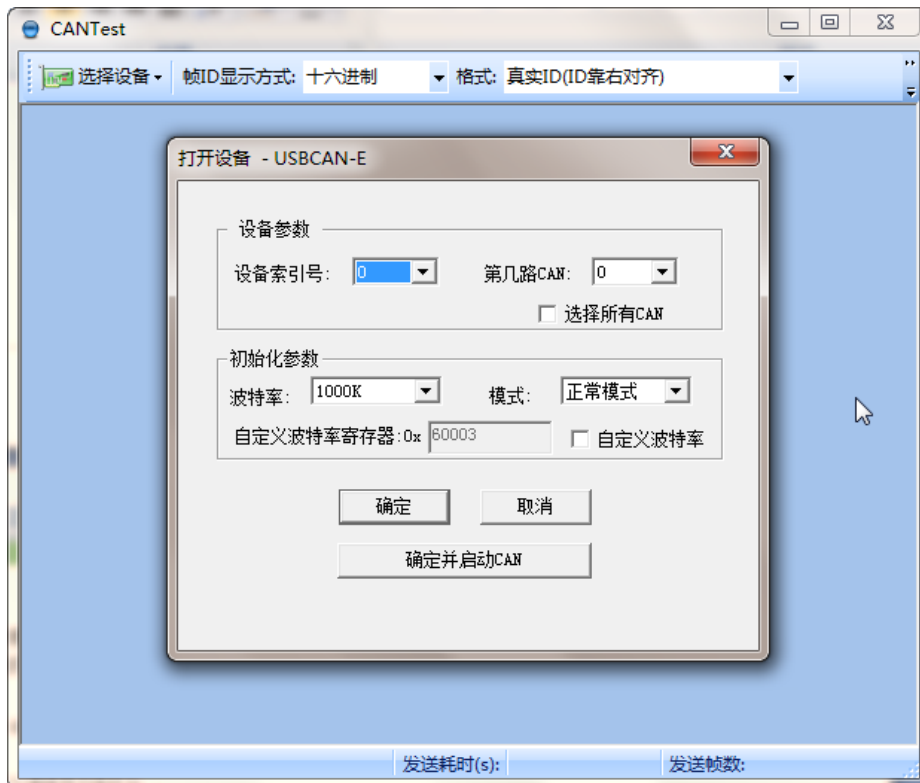 CANTest
选择设备 帧ID显示方式: 十六进制 格式: 真实ID(ID靠右对齐)
打开设备 - USBCAN-E
设备参数
设备索引号: 0 第几路CAN: 0
选择所有CAN
初始化参数
波特率: 1000K 模式: 正常模式
自定义波特率寄存器:0x 60003 自定义波特率
确定 取消
确定并启动CAN
发送耗时(s): 发送帧数: